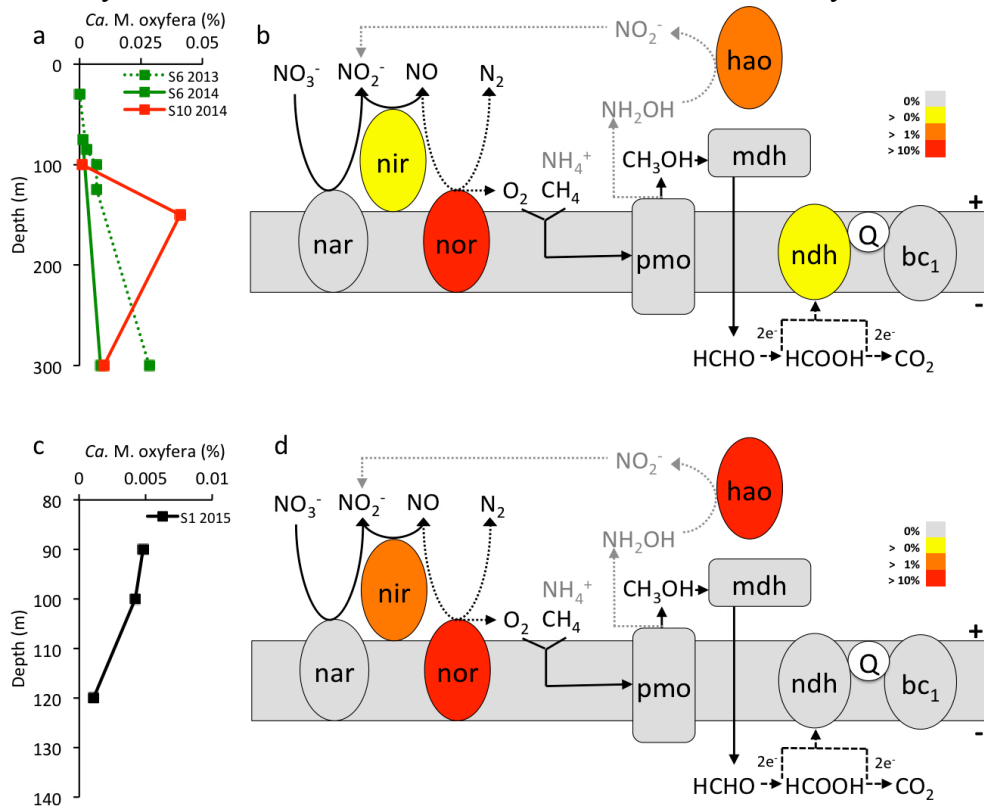 a
Ca. M. oxyfera (%)
0 0.025 0.05
0
100
200
300
Depth (m)
S6 2013
S6 2014
S10 2014
b
NO2-
hao
NO3- NO2- NO N2
NH2OH
0%
> 0%
> 1%
> 10%
nir
NH4+
CH3OH
mdh
O2 CH4
+
nar
nor
pmo
ndh
Q
bc1
-
2e- 2e-
HCHO HCOOH CO2
c
Ca. M. oxyfera (%)
0 0.005 0.01
80
90
100
110
120
130
140
Depth (m)
S1 2015
d
NO2-
hao
NO3- NO2- NO N2
NH2OH
0%
> 0%
> 1%
> 10%
nir
NH4+
CH3OH
mdh
O2 CH4
+
nar
nor
pmo
ndh
Q
bc1
-
2e- 2e-
HCHO HCOOH CO2